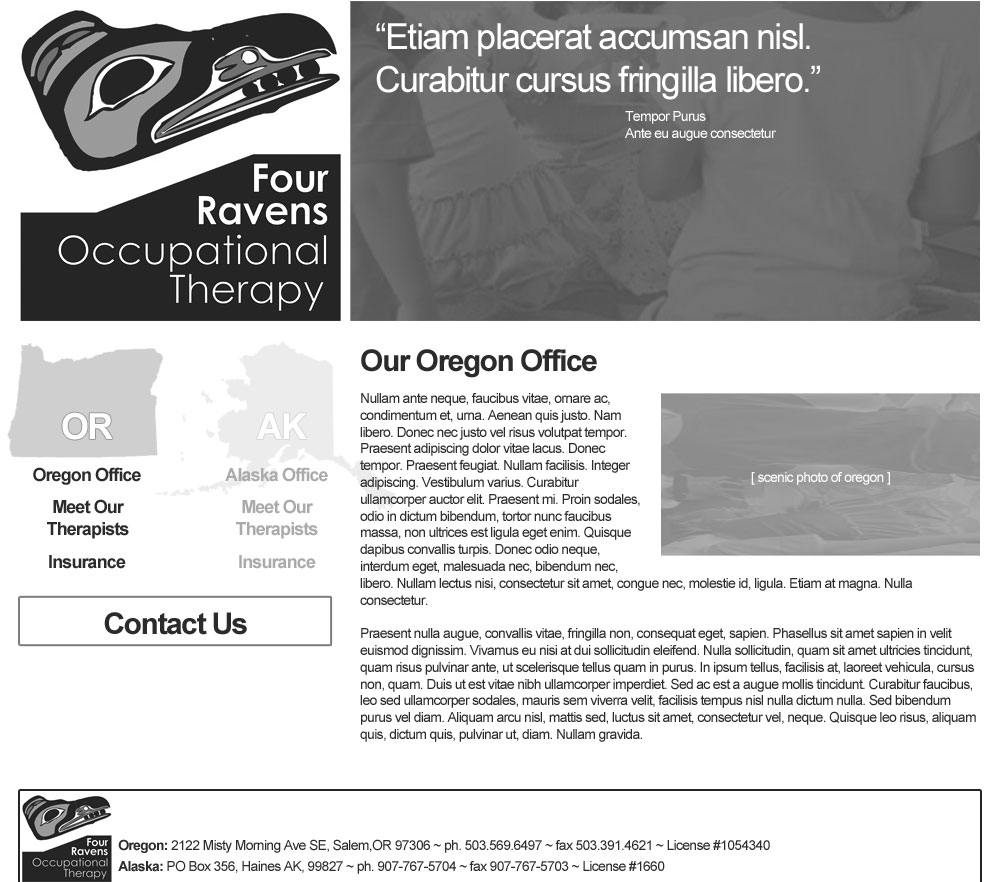 Four
Ravens
Occupational
Therapy
“Etiam placerat accumsan nisl.
Curabitur cursus fringilla libero.”
Tempor Purus
Ante eu augue consectetur
OR
AK
Oregon Office
Alaska Office
Meet Our
Therapists
Meet Our
Therapists
Insurance
Insurance
Contact Us
Our Oregon Office
Nullam ante neque, faucibus vitae, ornare ac,
condimentum et, urna. Aenean quis justo. Nam
libero. Donec nec justo vel risus volutpat tempor.
Praesent adipiscing dolor vitae lacus. Donec
tempor. Praesent feugiat. Nullam facilisis. Integer
adipiscing. Vestibulum varius. Curabitur
ullamcorper auctor elit. Praesent mi. Proin sodales,
odio in dictum bibendum, tortor nunc faucibus
massa, non ultrices est ligula eget enim. Quisque
dapibus convallis turpis. Donec odio neque,
interdum eget, malesuada nec, bibendum nec,
libero. Nullam lectus nisi, consectetur sit amet, congue nec, molestie id, ligula. Etiam at magna. Nulla
consectetur.
[ scenic photo of oregon ]
Praesent nulla augue, convallis vitae, fringilla non, consequat eget, sapien. Phasellus sit amet sapien in velit
euismod dignissim. Vivamus eu nisi at dui sollicitudin eleifend. Nulla sollicitudin, quam sit amet ultricies tincidunt,
quam risus pulvinar ante, ut scelerisque tellus quam in purus. In ipsum tellus, facilisis at, laoreet vehicula, cursus
non, quam. Duis ut est vitae nibh ullamcorper imperdiet. Sed ac est a augue mollis tincidunt. Curabitur faucibus,
leo sed ullamcorper sodales, mauris sem viverra velit, facilisis tempus nisl nulla dictum nulla. Sed bibendum
purus vel diam. Aliquam arcu nisl, mattis sed, luctus sit amet, consectetur vel, neque. Quisque leo risus, aliquam
quis, dictum quis, pulvinar ut, diam. Nullam gravida.
Four
Ravens
Occupational
Therapy
Oregon: 2122 Misty Morning Ave SE, Salem,OR 97306 ~ ph. 503.569.6497 ~ fax 503.391.4621 ~ License #1054340
Alaska: PO Box 356, Haines AK, 99827 ~ ph. 907-767-5704 ~ fax 907-767-5703 ~ License #1660